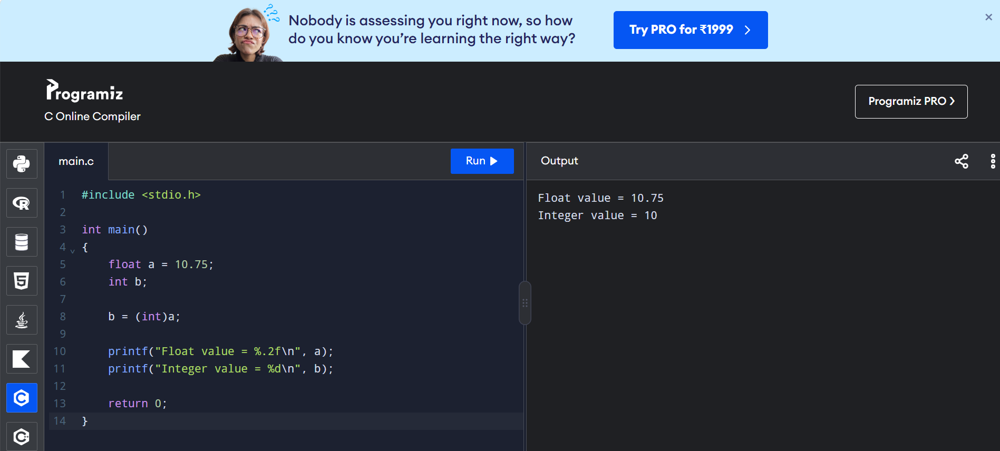 Nobody is assessing you right now, so how
do you know you’re learning the right way?
Try PRO for ₹1999
Programiz
C Online Compiler
Programiz PRO
main.c
Run
Output
1 #include <stdio.h>
2
3 int main()
4 {
5     float a = 10.75;
6     int b;
7
8     b = (int)a;
9
10     printf("Float value = %.2f\n", a);
11     printf("Integer value = %d\n", b);
12
13     return 0;
14 }
Float value = 10.75
Integer value = 10